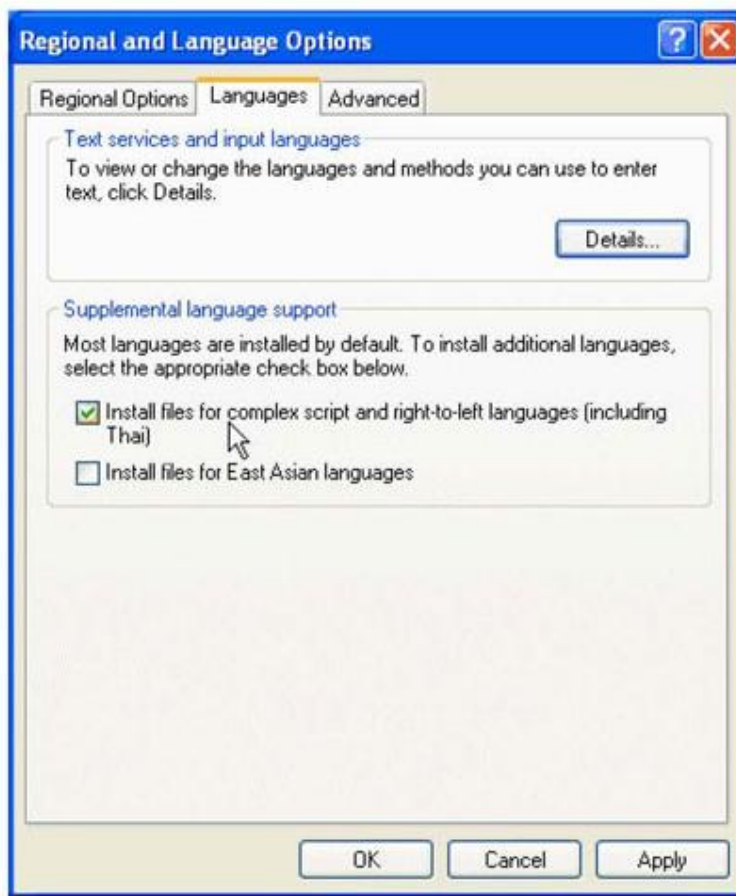 Regional and Language Options
Regional Options
Languages
Advanced
Text services and input languages
To view or change the languages and methods you can use to enter
text, click Details.
Details...
Supplemental language support
Most languages are installed by default. To install additional languages,
select the appropriate check box below.
Install files for complex script and right-to-left languages (including
Thai)
Install files for East Asian languages
OK
Cancel
Apply